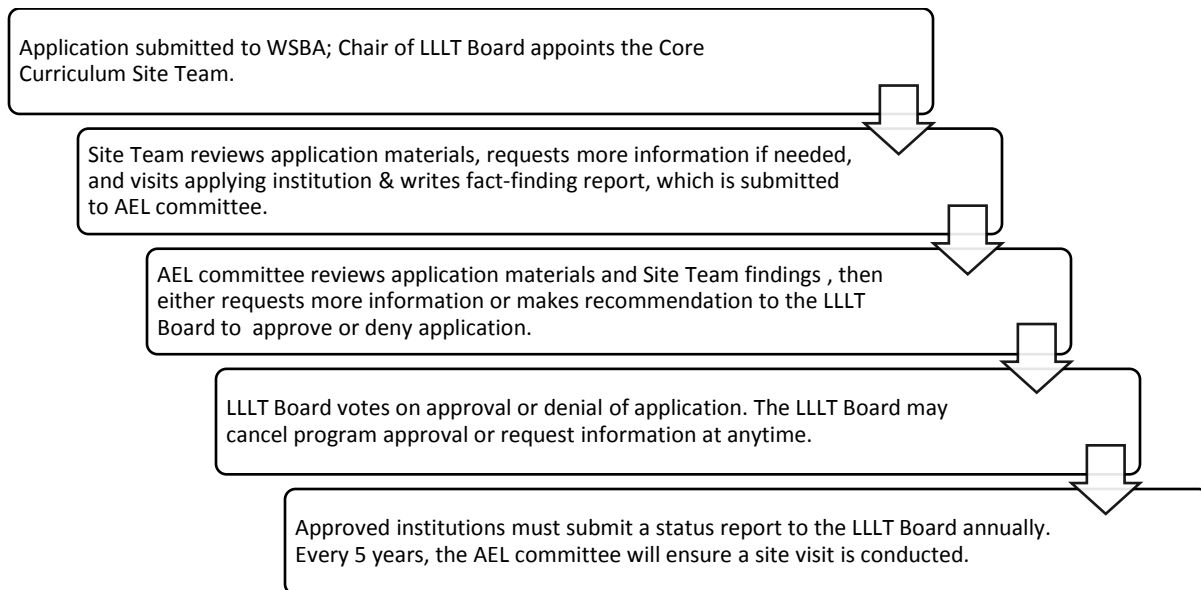 Application submitted to WSBA; Chair of LLLT Board appoints the Core
Curriculum Site Team.
Site Team reviews application materials, requests more information if needed,
and visits applying institution & writes fact-finding report, which is submitted
to AEL committee.
AEL committee reviews application materials and Site Team findings , then
either requests more information or makes recommendation to the LLLT
Board to  approve or deny application.
LLLT Board votes on approval or denial of application. The LLLT Board may
cancel program approval or request information at anytime.
Approved institutions must submit a status report to the LLLT Board annually.
Every 5 years, the AEL committee will ensure a site visit is conducted.